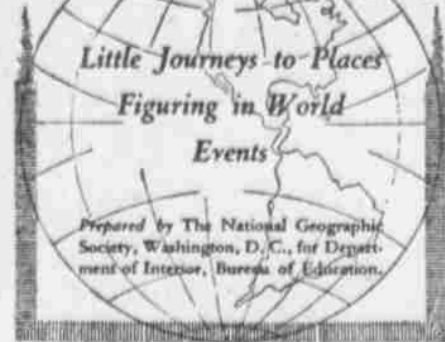 Little Journeys to Places
Figuring in World
Events
Prepared by The National Geographic
Society, Washington, D. C., for Depart-
ment of Interior, Bureau of Education.